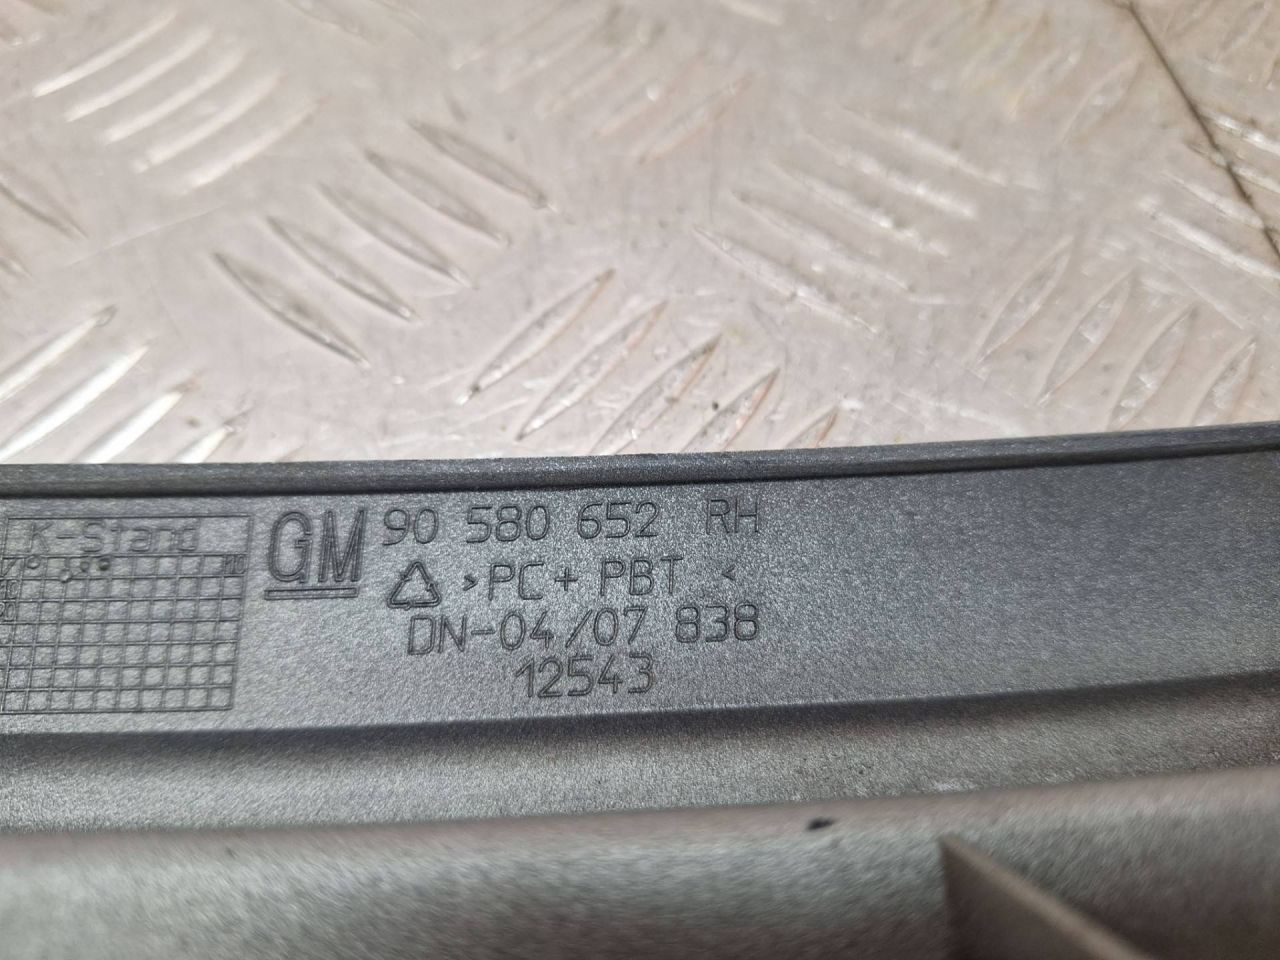 K-Stand
GM 90 580 652 RH
>PC+PBT<
DN-04/07 838
12543